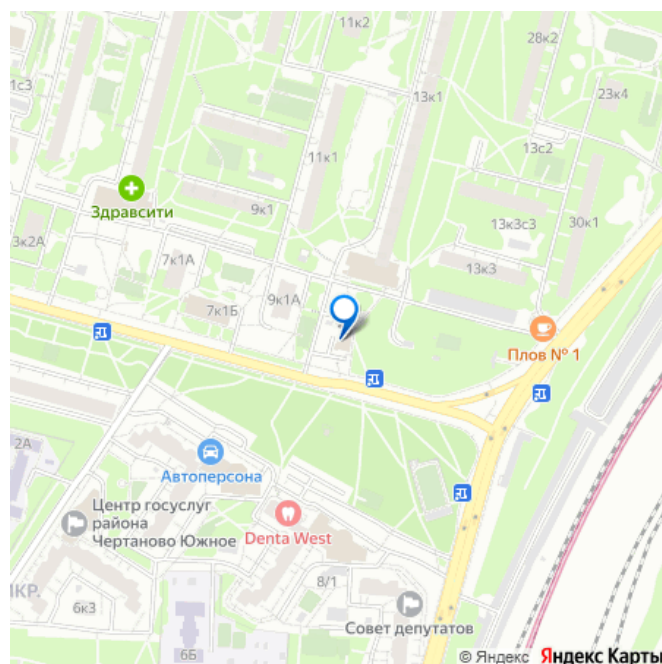 11к2
28к2
1с3
13к1
23к4
11к1
13с2
Здравсити
9к1
13к3с3
30к1
3к2А
7к1А
13к3
9к1А
7к1Б
Плов № 1
2А
Автоперсона
Центр госуслуг
района
Чертаново Южное
Denta West
МКР.
8/1
6к3
Совет депутатов
6Б
© Яндекс Яндекс Карты